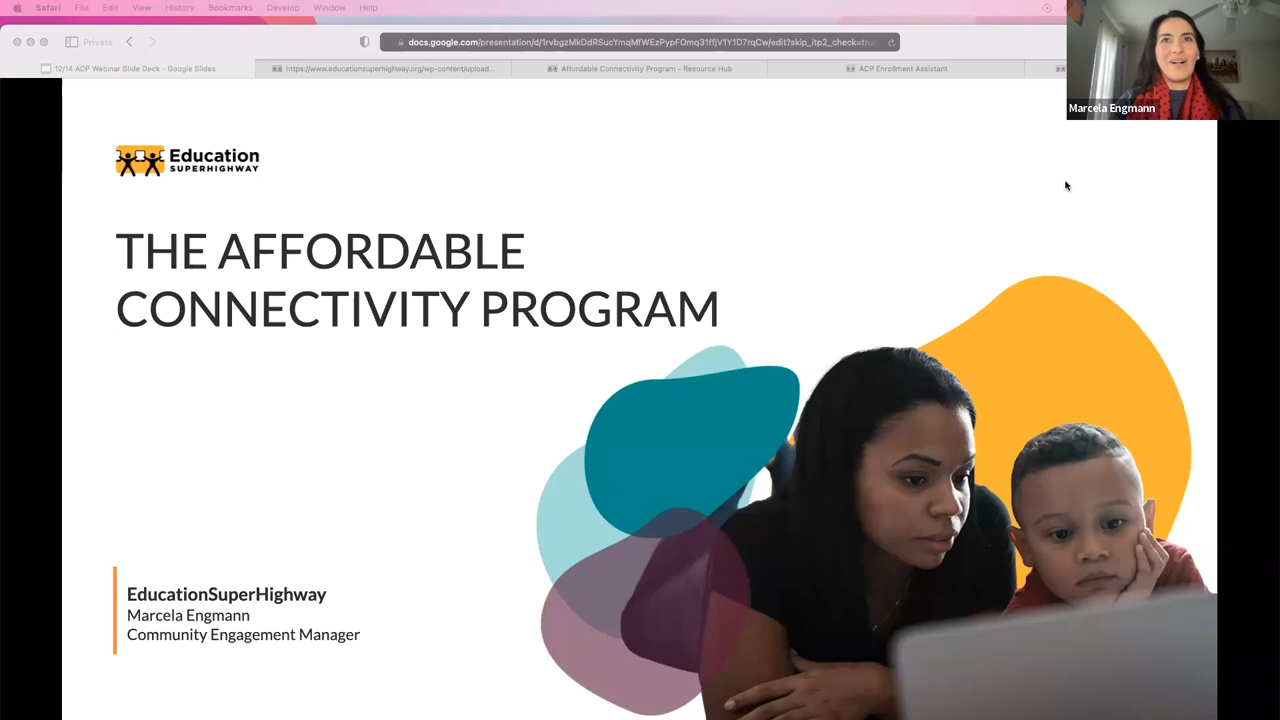 Safari File Edit View History Bookmarks Develop Window Help
Private
docs.google.com/presentation/d/1rvbgzMkDdRSucYmqMfWEzPypFOmq31ffjV1Y1D7rqCw/edit?skip_itp2_check=tru
12/14 ACP Webinar Slide Deck - Google Slides
https://www.educationsuperhighway.org/wp-content/upload...
Affordable Connectivity Program - Resource Hub
ACP Enrollment Assistant
Marcela Engmann
Education
SUPERHIGHWAY
THE AFFORDABLE
CONNECTIVITY PROGRAM
EducationSuperHighway
Marcela Engmann
Community Engagement Manager